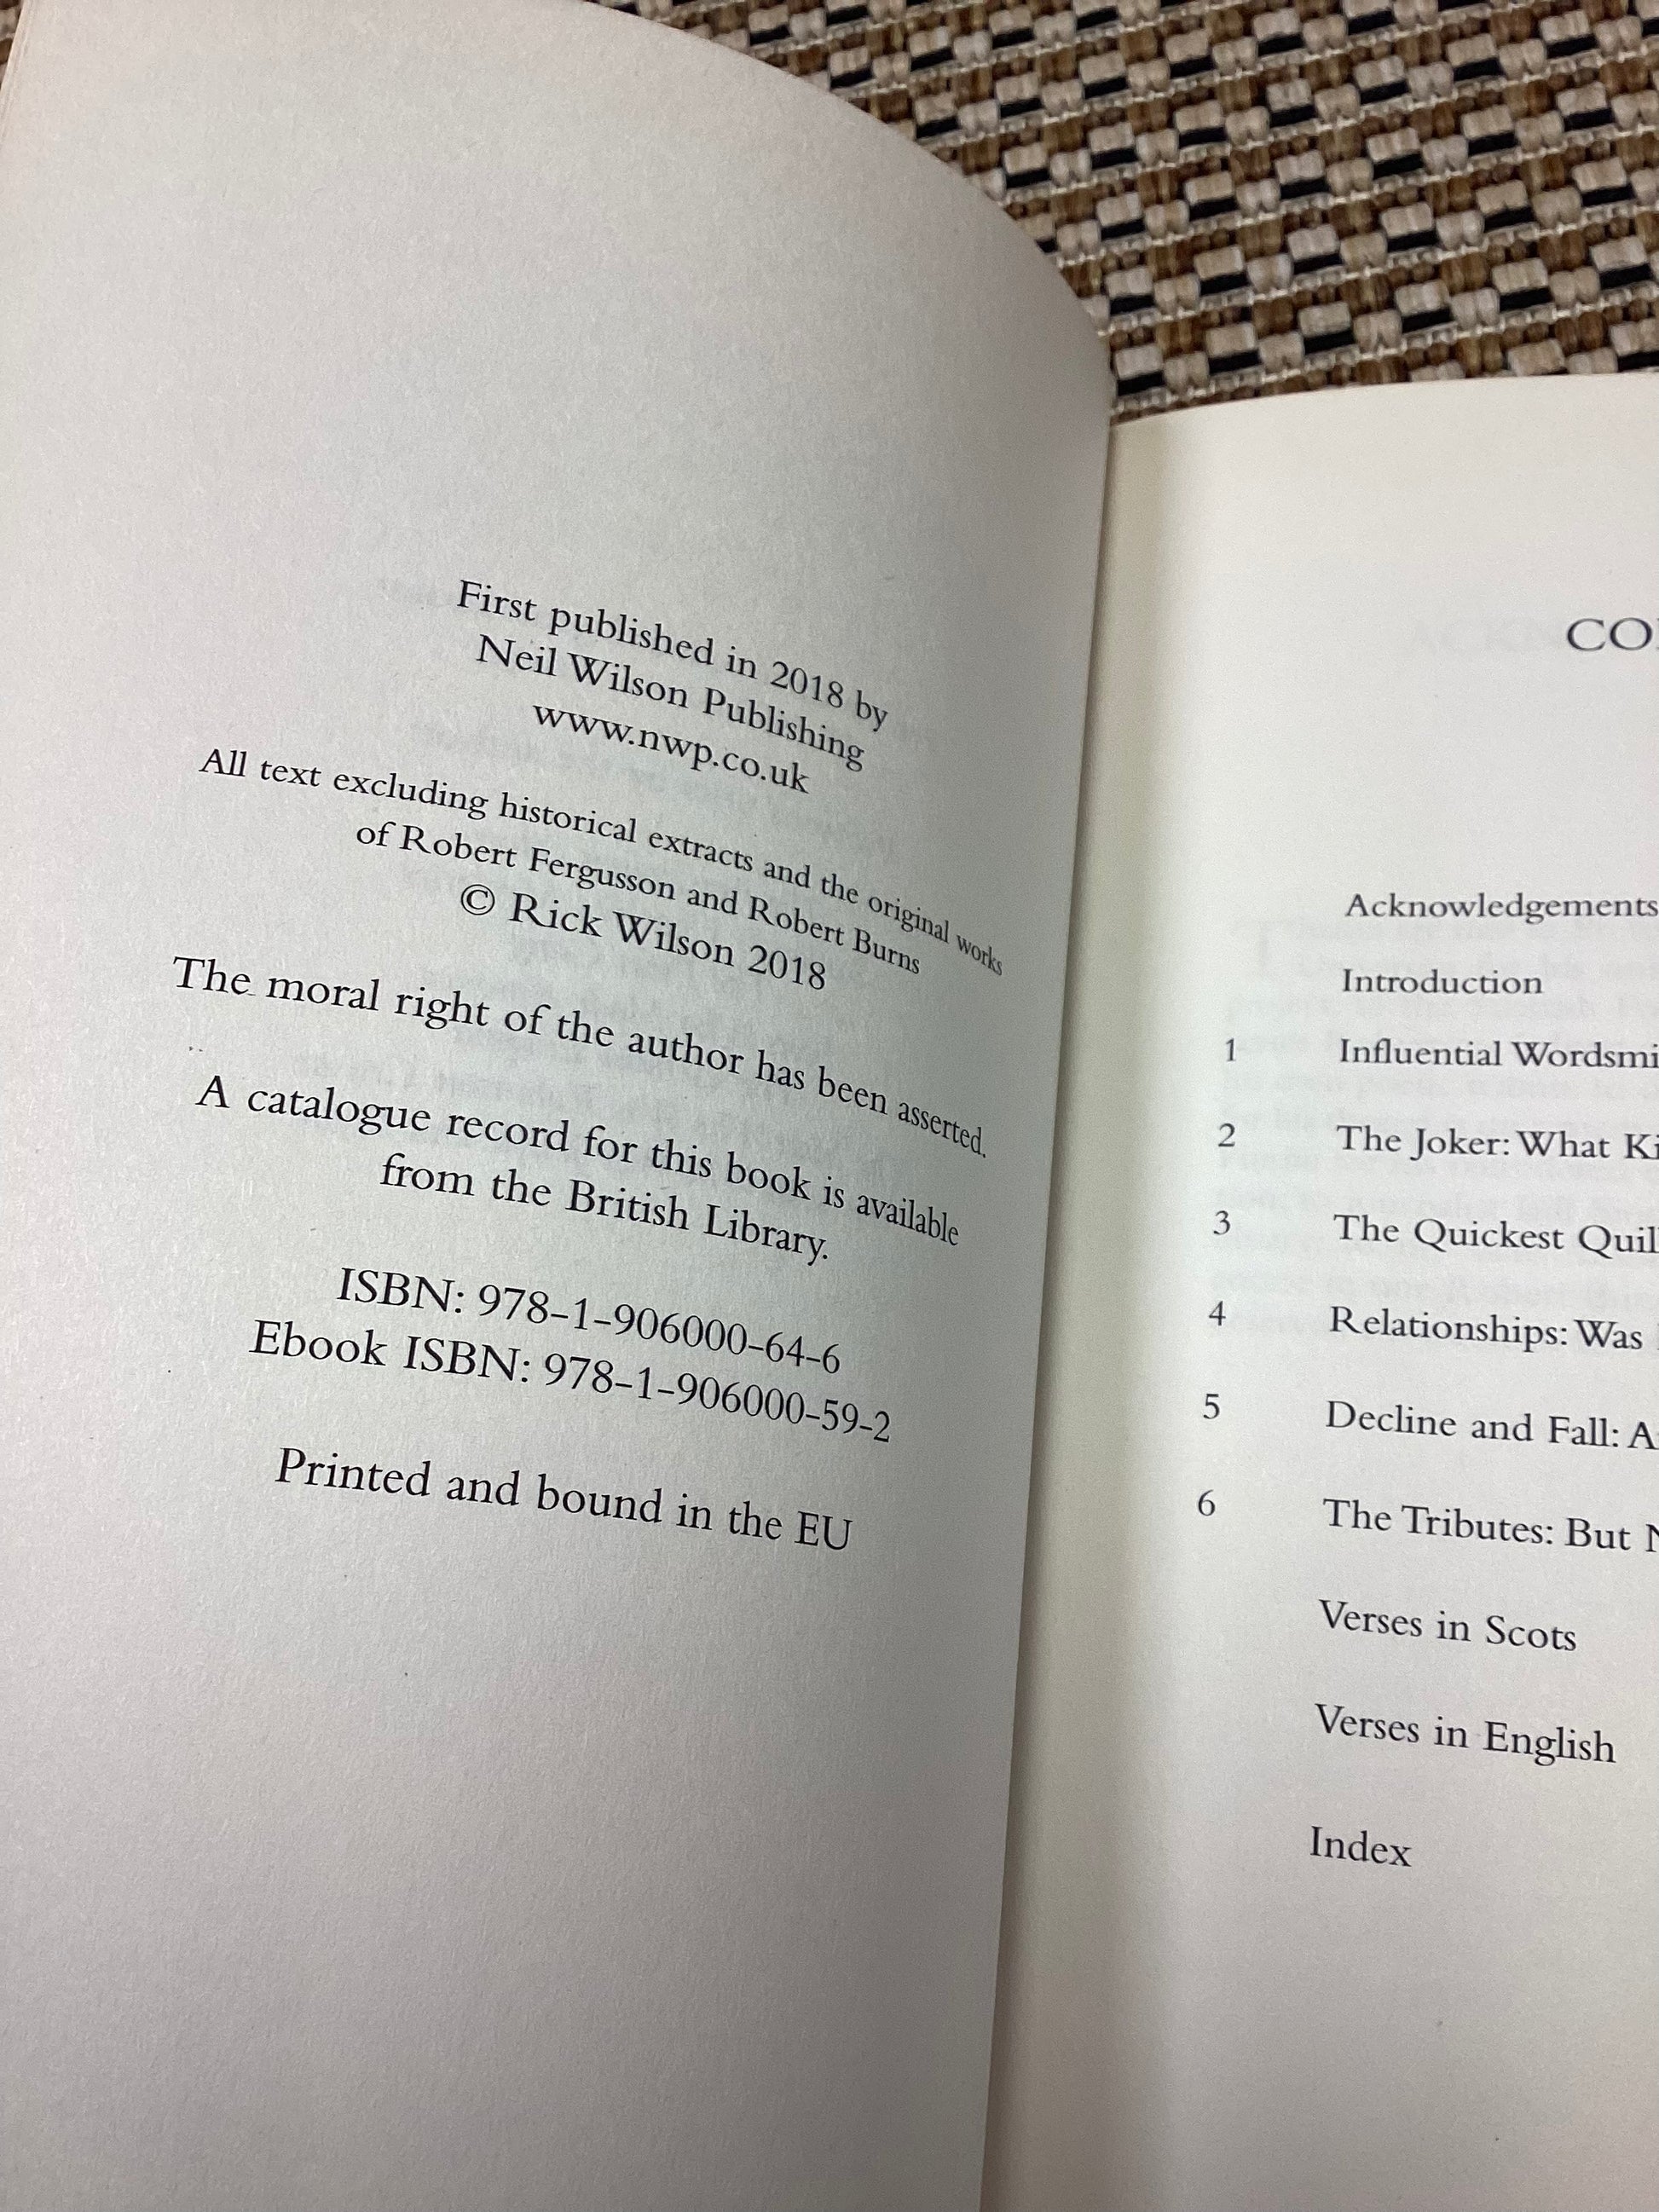 First published in 2018 by
Neil Wilson Publishing
www.nwp.co.uk
All text excluding historical extracts and the original works
of Robert Fergusson and Robert Burns
© Rick Wilson 2018
The moral right of the author has been asserted.
A catalogue record for this book is available
from the British Library.
ISBN: 978-1-906000-64-6
Ebook ISBN: 978-1-906000-59-2
Printed and bound in the EU
Acknowledgements
Introduction
1 Influential
2 The Joker: What
3 The Quickest
4 Relationships: Was
5 Decline and Fall:
6 The Tributes: But
Verses in Scots
Verses in English
Index